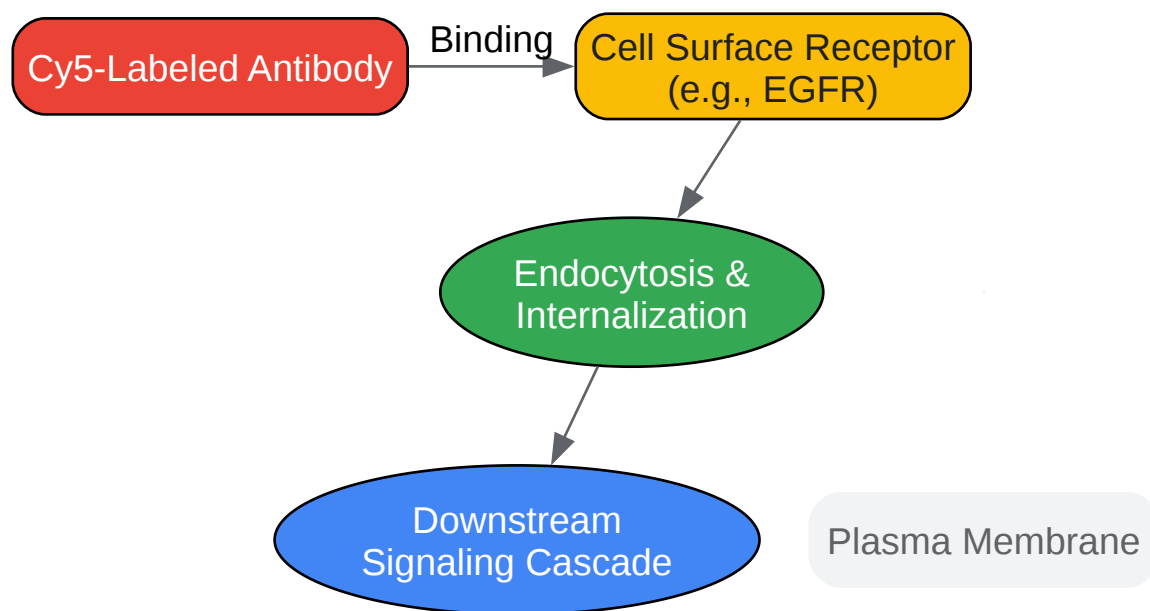 Cy5-Labeled Antibody
Binding
Cell Surface Receptor
(e.g., EGFR)
Endocytosis &
Internalization
Downstream
Signaling Cascade
Plasma Membrane